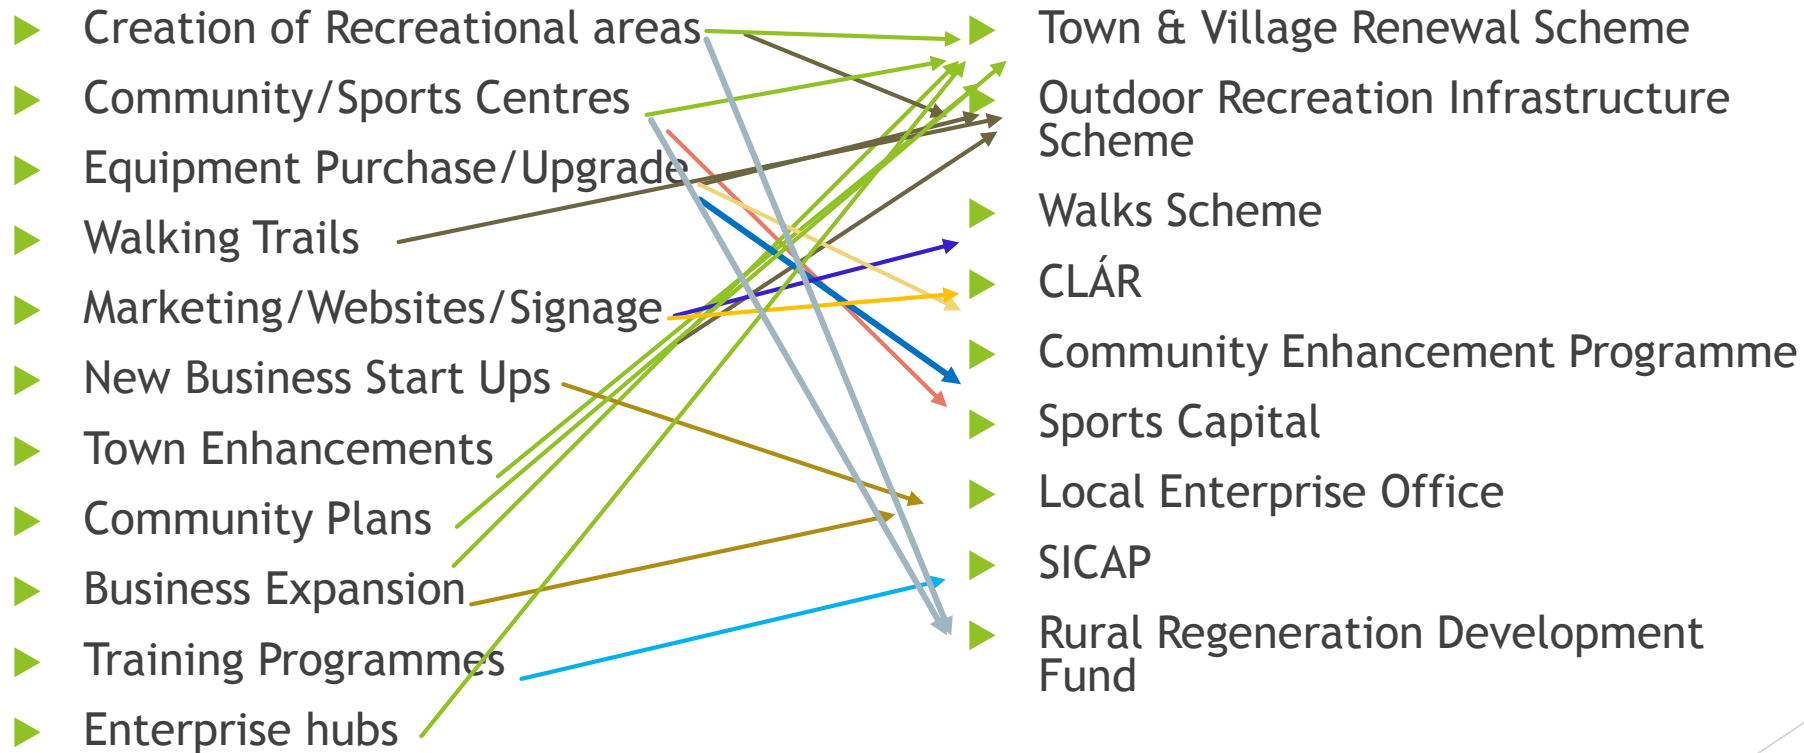 Creation of Recreational areas
Community/Sports Centres
Equipment Purchase/Upgrade
Walking Trails
Marketing/Websites/Signage
New Business Start Ups
Town Enhancements
Community Plans
Business Expansion
Training Programmes
Enterprise hubs
Town & Village Renewal Scheme
Outdoor Recreation Infrastructure
Scheme
Walks Scheme
CLÁR
Community Enhancement Programme
Sports Capital
Local Enterprise Office
SICAP
Rural Regeneration Development
Fund